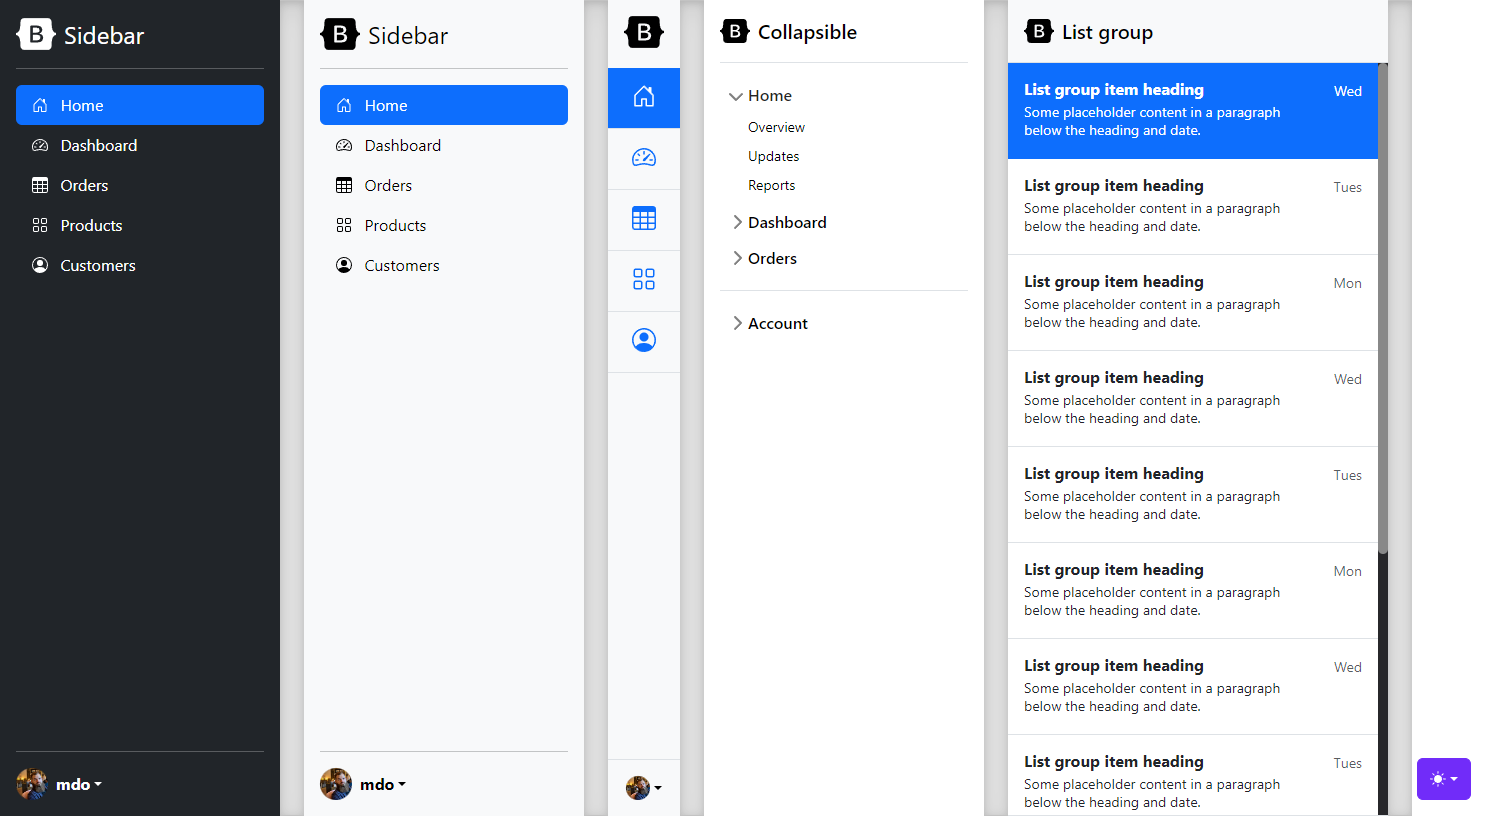 B Sidebar
Home
Dashboard
Orders
Products
Customers
mdo
B Sidebar
Home
Dashboard
Orders
Products
Customers
mdo
B
B Collapsible
Home
Overview
Updates
Reports
Dashboard
Orders
Account
B List group
List group item heading Wed
Some placeholder content in a paragraph
below the heading and date.
List group item heading Tues
Some placeholder content in a paragraph
below the heading and date.
List group item heading Mon
Some placeholder content in a paragraph
below the heading and date.
List group item heading Wed
Some placeholder content in a paragraph
below the heading and date.
List group item heading Tues
Some placeholder content in a paragraph
below the heading and date.
List group item heading Mon
Some placeholder content in a paragraph
below the heading and date.
List group item heading Wed
Some placeholder content in a paragraph
below the heading and date.
List group item heading Tues
Some placeholder content in a paragraph
below the heading and date.